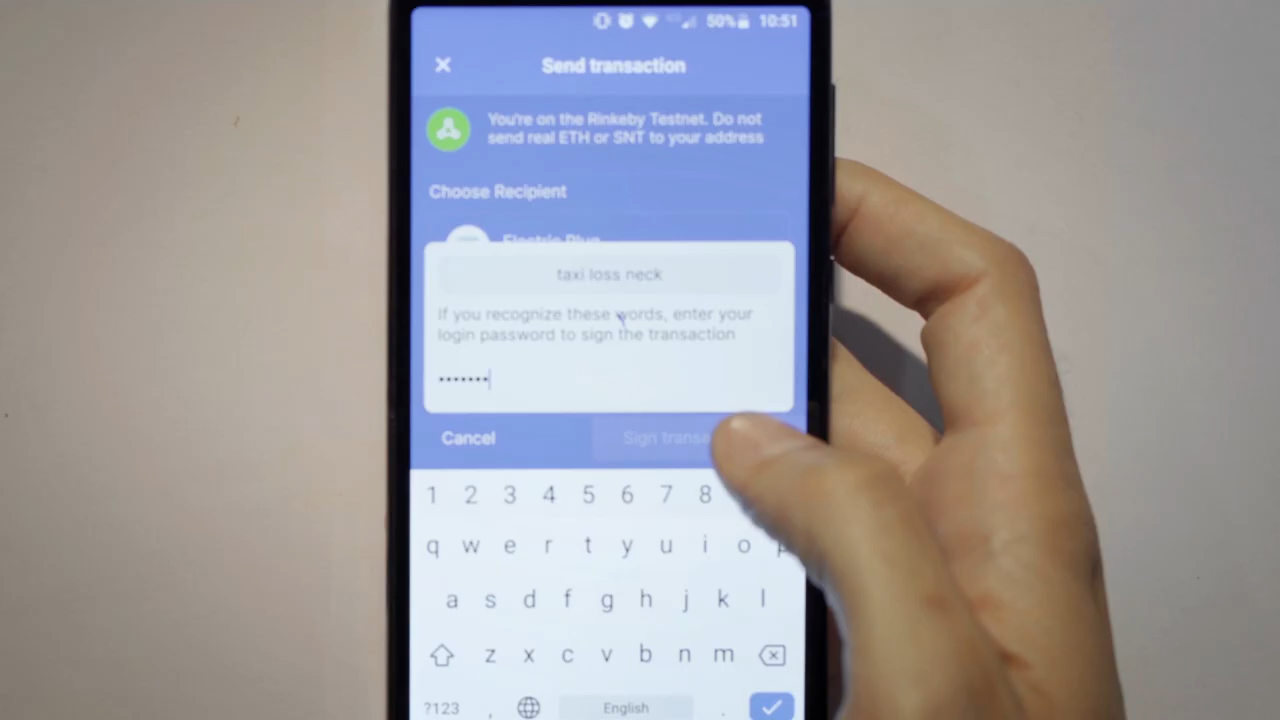 50% 10:51
Send transaction
You're on the Rinkeby Testnet. Do not
send real ETH or SNT to your address
Choose Recipient
Electric Plug
taxi loss neck
If you recognize these words, enter your
login password to sign the transaction
•••••••
Cancel Sign transa
1 2 3 4 5 6 7 8
q w e r t y u i o p
a s d f g h j k l
z x c v b n m
?123 , English .